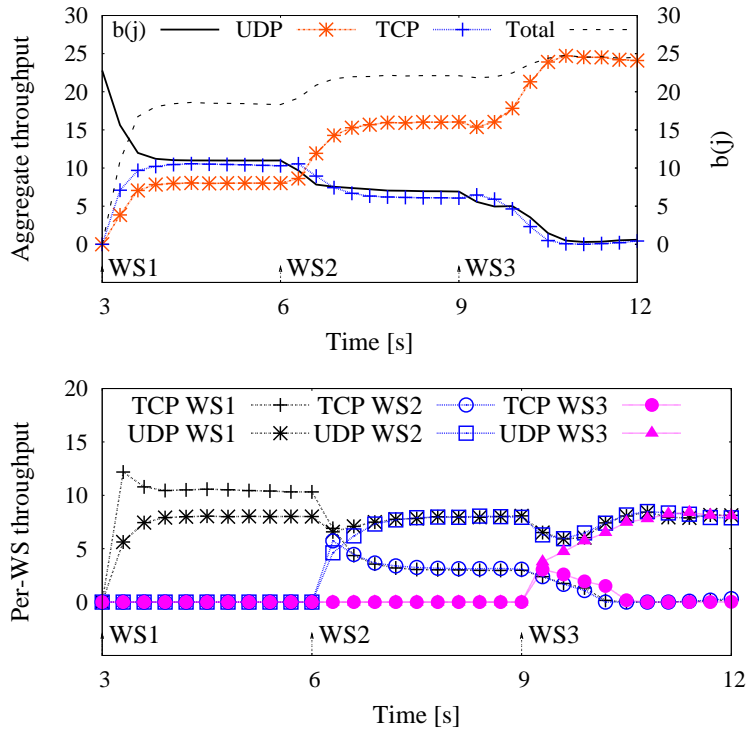 b(j) UDP TCP Total
30 30
25 25
20 20
15 15
10 10
5 5
0 0
Aggregate throughput
b(j)
WS1 WS2 WS3
3 6 9 12
Time [s]
20
15
10
5
0
Per-WS throughput
TCP WS1 TCP WS2 TCP WS3
UDP WS1 UDP WS2 UDP WS3
WS1 WS2 WS3
3 6 9 12
Time [s]